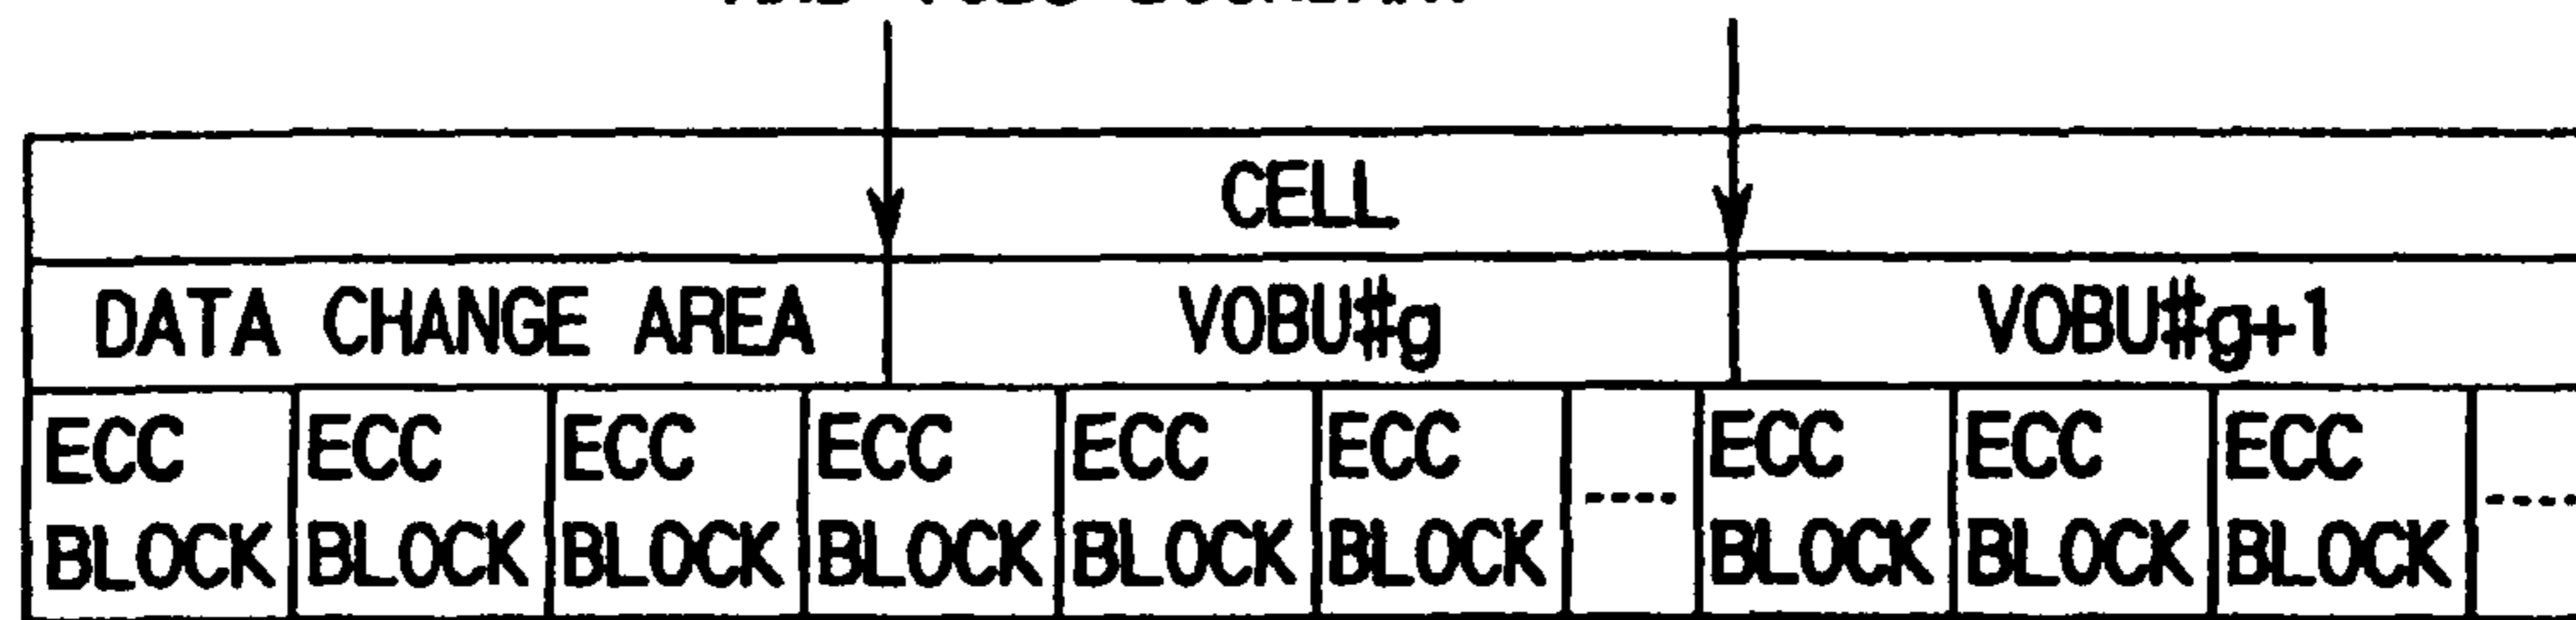 CELL
DATA CHANGE AREA VOBU#g VOBU#g+1
ECC ECC ECC ECC ECC ECC ECC ECC ECC
BLOCK BLOCK BLOCK BLOCK BLOCK BLOCK ---- BLOCK BLOCK BLOCK ----